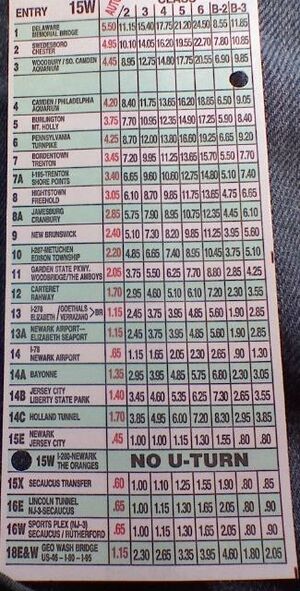 CLASS
ENTRY 15W AUTO 2 3 4 5 6 B-2 B-3
1 DELAWARE MEMORIAL BRIDGE 5.50 11.15 15.40 17.75 21.20 24.50 8.55 11.85
2 SWEDESBORO CHESTER 4.95 10.10 14.05 16.20 19.55 22.70 7.80 10.85
3 WOODBURY/SO. CAMDEN AQUARIUM 4.45 8.95 12.75 14.80 17.75 20.55 6.90 9.85
4 CAMDEN/PHILADELPHIA AQUARIUM 4.20 8.40 11.75 13.65 16.20 18.85 6.50 9.05
5 BURLINGTON MT. HOLLY 3.75 7.70 10.95 12.35 14.90 17.25 5.90 8.40
6 PENNSYLVANIA TURNPIKE 4.25 8.70 12.00 13.80 16.90 19.25 6.65 9.20
7 BORDENTOWN TRENTON 3.45 7.20 9.95 11.25 13.65 15.70 5.50 7.70
7A I-195-TRENTON SHORE POINTS 3.40 6.65 9.60 10.60 12.75 14.80 5.10 7.40
8 HIGHTSTOWN FREEHOLD 3.05 6.10 8.70 9.85 11.75 13.65 4.75 6.65
8A JAMESBURG CRANBURY 2.85 5.75 7.90 8.95 10.75 12.35 4.45 6.10
9 NEW BRUNSWICK 2.40 5.10 7.30 8.20 9.85 11.25 3.95 5.60
10 I-287-METUCHEN EDISON TOWNSHIP 2.20 4.65 6.65 7.40 8.95 10.45 3.75 5.10
11 GARDEN STATE PKWY. WOODBRIDGE/THE AMBOYS 2.05 3.75 5.50 6.25 7.70 8.80 2.85 4.25
12 CARTERET RAHWAY 1.70 2.95 4.60 5.10 6.10 7.20 2.30 3.55
13 I-278 ELIZABETH GOETHALS VERRAZANO > BR 1.15 2.45 3.75 3.85 4.95 5.60 1.90 2.85
13A NEWARK AIRPORT— ELIZABETH SEAPORT 1.15 2.45 3.75 3.85 4.95 5.60 1.90 2.85
14 I-78 NEWARK AIRPORT .65 1.15 1.65 2.05 2.30 2.65 .90 1.30
14A BAYONNE 1.35 2.95 3.95 4.85 5.75 6.80 2.30 3.05
14B JERSEY CITY LIBERTY STATE PARK 1.40 3.45 4.60 5.35 6.35 7.35 2.55 3.60
14C HOLLAND TUNNEL 1.70 3.85 4.95 6.00 7.20 8.30 2.95 3.85
15E NEWARK JERSEY CITY .45 1.00 1.00 1.15 1.30 1.55 .80 .80
15W I-280-NEWARK THE ORANGES NO U-TURN
15X SECAUCUS TRANSFER .60 1.00 1.10 1.25 1.55 1.65 .80 .85
16E LINCOLN TUNNEL NJ-3-SECAUCUS .65 1.00 1.15 1.35 1.55 1.90 .80 .90
16W SPORTS PLEX (NJ-3) SECAUCUS/RUTHERFORD .65 1.00 1.15 1.35 1.55 1.90 .80 .90
18E&W GEO WASH BRIDGE US-46 - I-80 - I-95 1.15 2.30 2.65 3.35 3.95 4.60 1.80 2.05